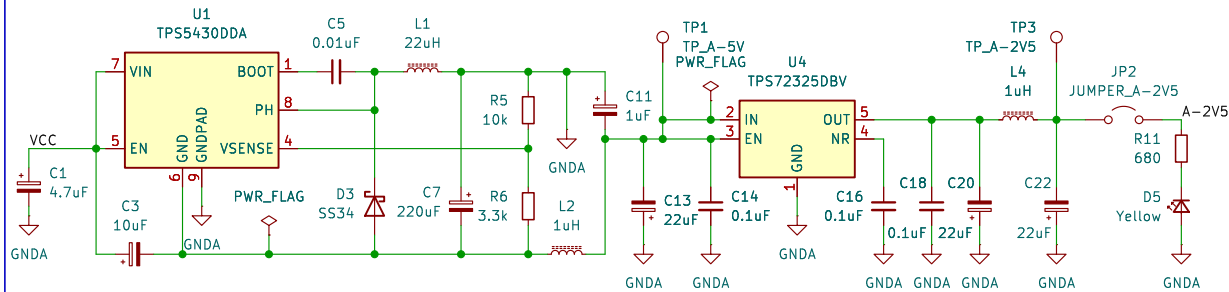 U1
TPS5430DDA
7
VIN
BOOT
1
PH
8
5
EN
VSENSE
4
GND
GNDPAD
6
9
VCC
C1
4.7uF
GNDA
C3
10uF
GNDA
PWR_FLAG
C5
0.01uF
L1
22uH
D3
SS34
C7
220uF
R5
10k
R6
3.3k
GNDA
L2
1uH
C11
1uF
TP1
TP_A-5V
PWR_FLAG
U4
TPS72325DBV
2
IN
3
EN
OUT
5
NR
4
GND
1
GNDA
C13
22uF
GNDA
C14
0.1uF
GNDA
C16
0.1uF
GNDA
C18
0.1uF
GNDA
C20
22uF
GNDA
L4
1uH
TP3
TP_A-2V5
C22
22uF
GNDA
JP2
JUMPER_A-2V5
A-2V5
R11
680
D5
Yellow
GNDA